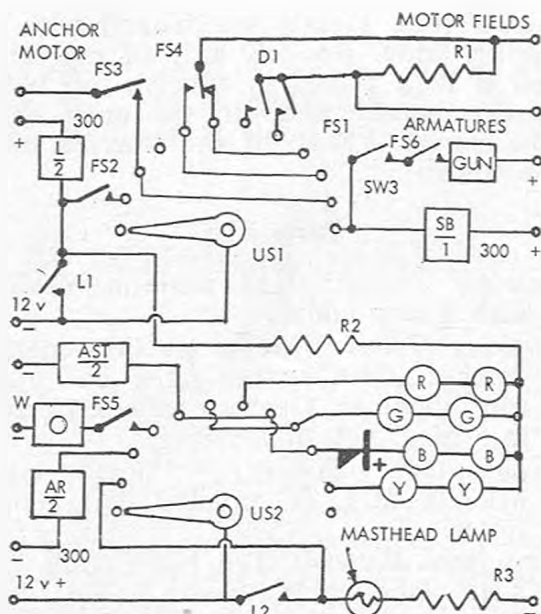 MOTOR FIELDS
ANCHOR MOTOR
FS4
D1
R1
FS3
FS1
ARMATURES
300
+
FS6
L/2
GUN
+
FS2
SW3
SB/1
300
+
US1
L1
12 v
−
R2
AST/2
−
R
R
G
G
W
FS5
−
+
B
B
AR/2
Y
Y
US2
MASTHEAD LAMP
−
300
12 v +
L2
R3
−